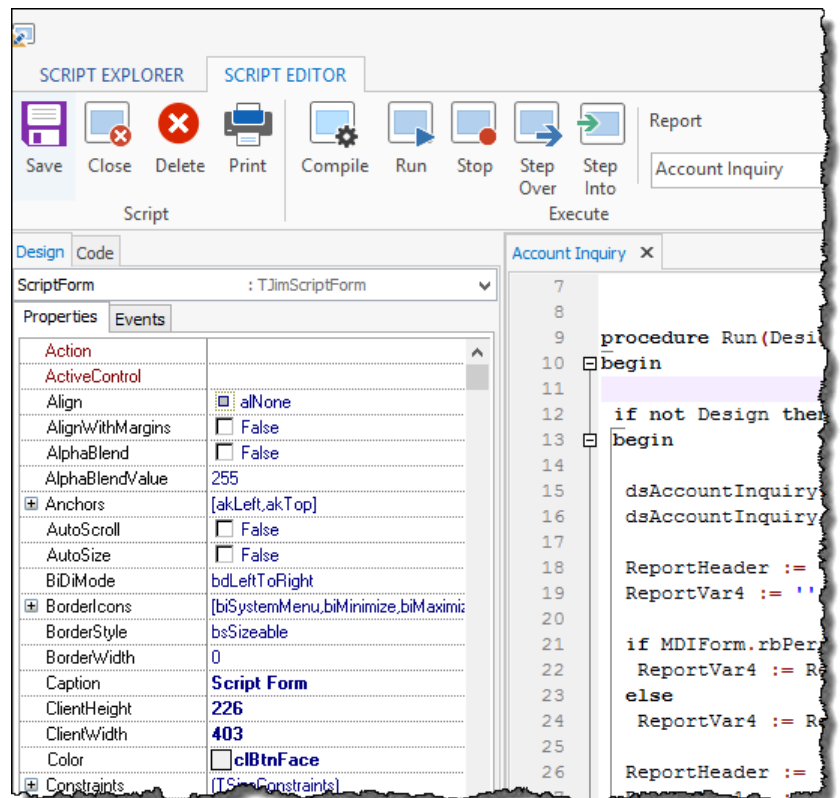 SCRIPT EXPLORER SCRIPT EDITOR
Save Close Delete Print Compile Run Stop Step Over Step Into
Report
Account Inquiry
Script Execute
Design Code
ScriptForm : TJimScriptForm
Properties Events
Action
ActiveControl
Align alNone
AlignWithMargins False
AlphaBlend False
AlphaBlendValue 255
Anchors [akLeft,akTop]
AutoScroll False
AutoSize False
BiDiMode bdLeftToRight
BorderIcons [biSystemMenu,biMinimize,biMaximiz
BorderStyle bsSizeable
BorderWidth 0
Caption Script Form
ClientHeight 226
ClientWidth 403
Color clBtnFace
Constraints
Account Inquiry X
7
8
9 procedure Run(Desi
10 begin
11
12 if not Design then
13 begin
14
15 dsAccountInquiry
16 dsAccountInquiry
17
18 ReportHeader :=
19 ReportVar4 := ''
20
21 if MDIForm.rbPer
22 ReportVar4 := Re
23 else
24 ReportVar4 := Re
25
26 ReportHeader :=